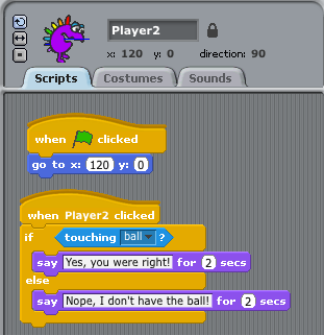 Player2
x: 120 y: 0 direction: 90
Scripts Costumes Sounds
when clicked
go to x: 120 y: 0
when Player2 clicked
if touching ball ?
say Yes, you were right! for 2 secs
else
say Nope, I don't have the ball! for 2 secs